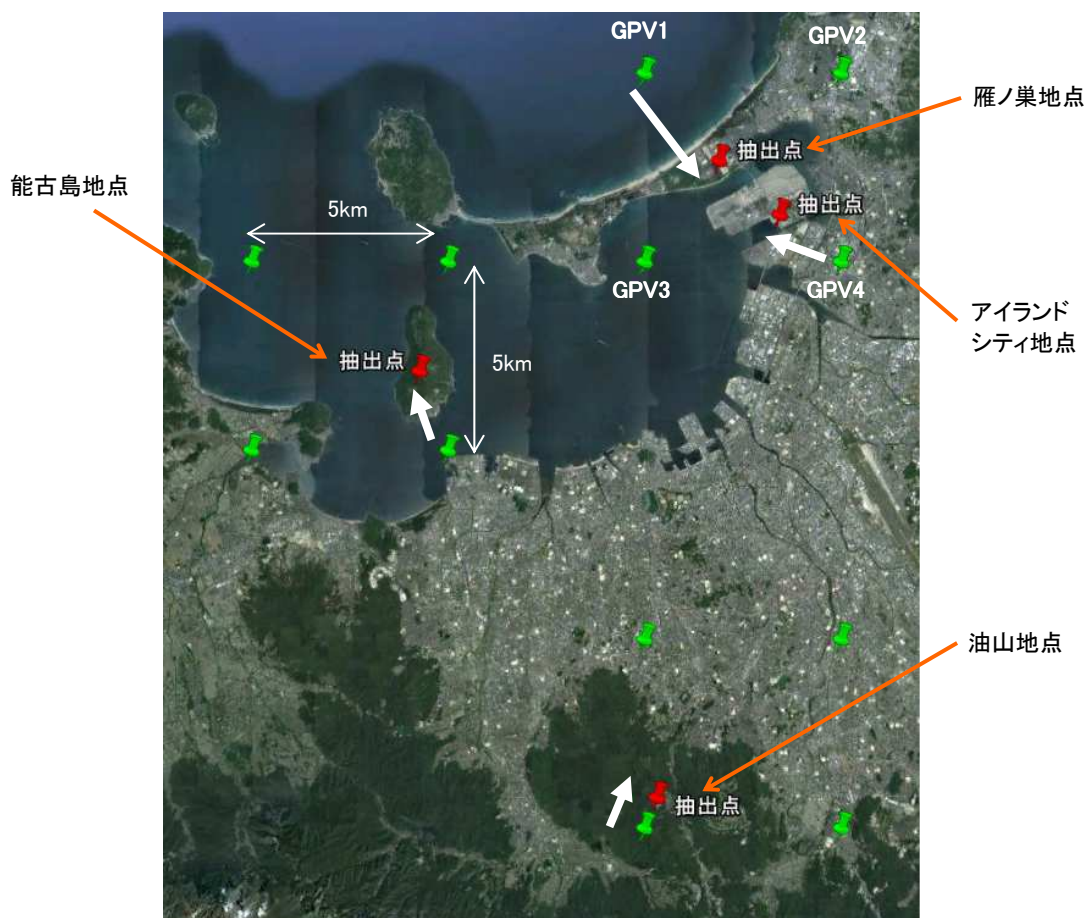 GPV1
GPV2
雁ノ巣地点
抽出点
能古島地点
5km
抽出点
GPV3
GPV4
アイランド
シティ地点
抽出点
5km
油山地点
抽出点